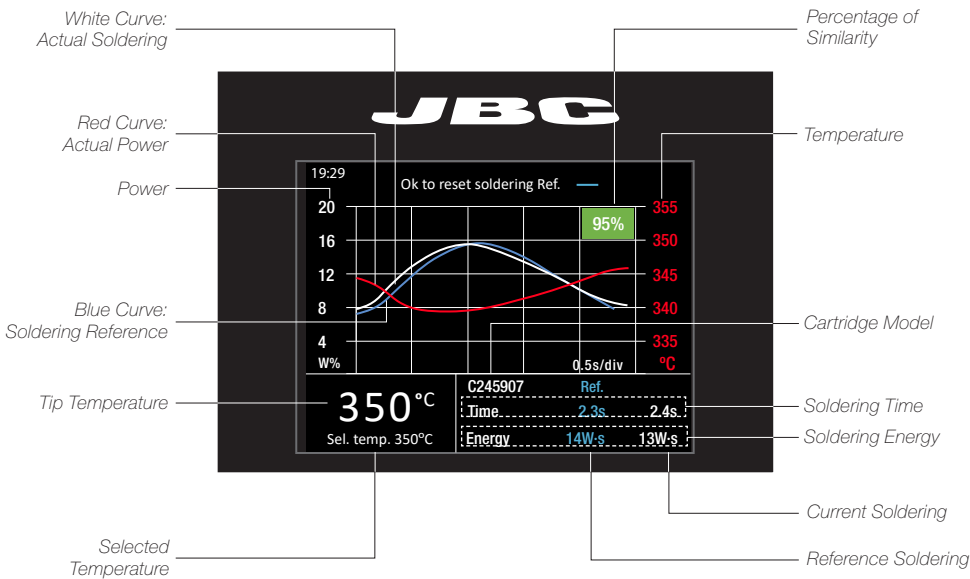 White Curve:
Actual Soldering
Percentage of
Similarity
JBC
Red Curve:
Actual Power
Temperature
Power
19:29
Ok to reset soldering Ref.
20
355
95%
16
350
12
345
Blue Curve:
Soldering Reference
8
340
Cartridge Model
4
335
W%
0.5s/div
ºC
Tip Temperature
350°C
C245907 Ref.
Time 2.3s 2.4s
Soldering Time
Sel. temp. 350ºC
Energy 14W·s 13W·s
Soldering Energy
Current Soldering
Selected
Temperature
Reference Soldering